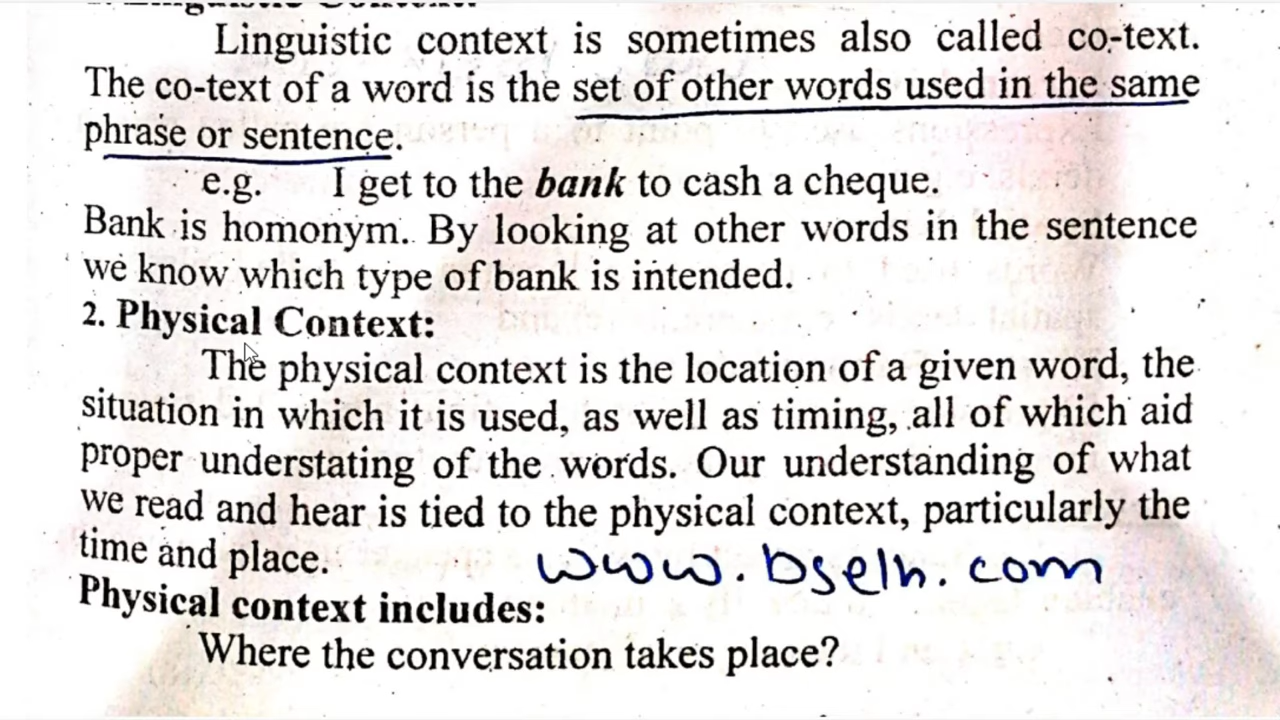 Linguistic context is sometimes also called co-text.
The co-text of a word is the set of other words used in the same
phrase or sentence.
e.g. I get to the bank to cash a cheque.
Bank is homonym. By looking at other words in the sentence
we know which type of bank is intended.
2. Physical Context:
The physical context is the location of a given word, the
situation in which it is used, as well as timing, all of which aid
proper understating of the words. Our understanding of what
we read and hear is tied to the physical context, particularly the
time and place.
www.bseln.com
Physical context includes:
Where the conversation takes place?